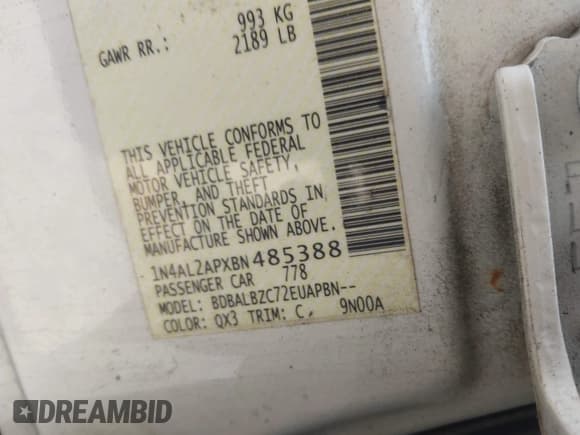 993 KG
GAWR RR.: 2189 LB
THIS VEHICLE CONFORMS TO
ALL APPLICABLE FEDERAL
MOTOR VEHICLE SAFETY,
BUMPER, AND THEFT
PREVENTION STANDARDS IN
EFFECT ON THE DATE OF
MANUFACTURE SHOWN ABOVE.
1N4AL2APXBN485388
PASSENGER CAR 778
MODEL: BDBALBZC72EUAPBN--
COLOR: QX3 TRIM: C, 9N00A
DREAMBID